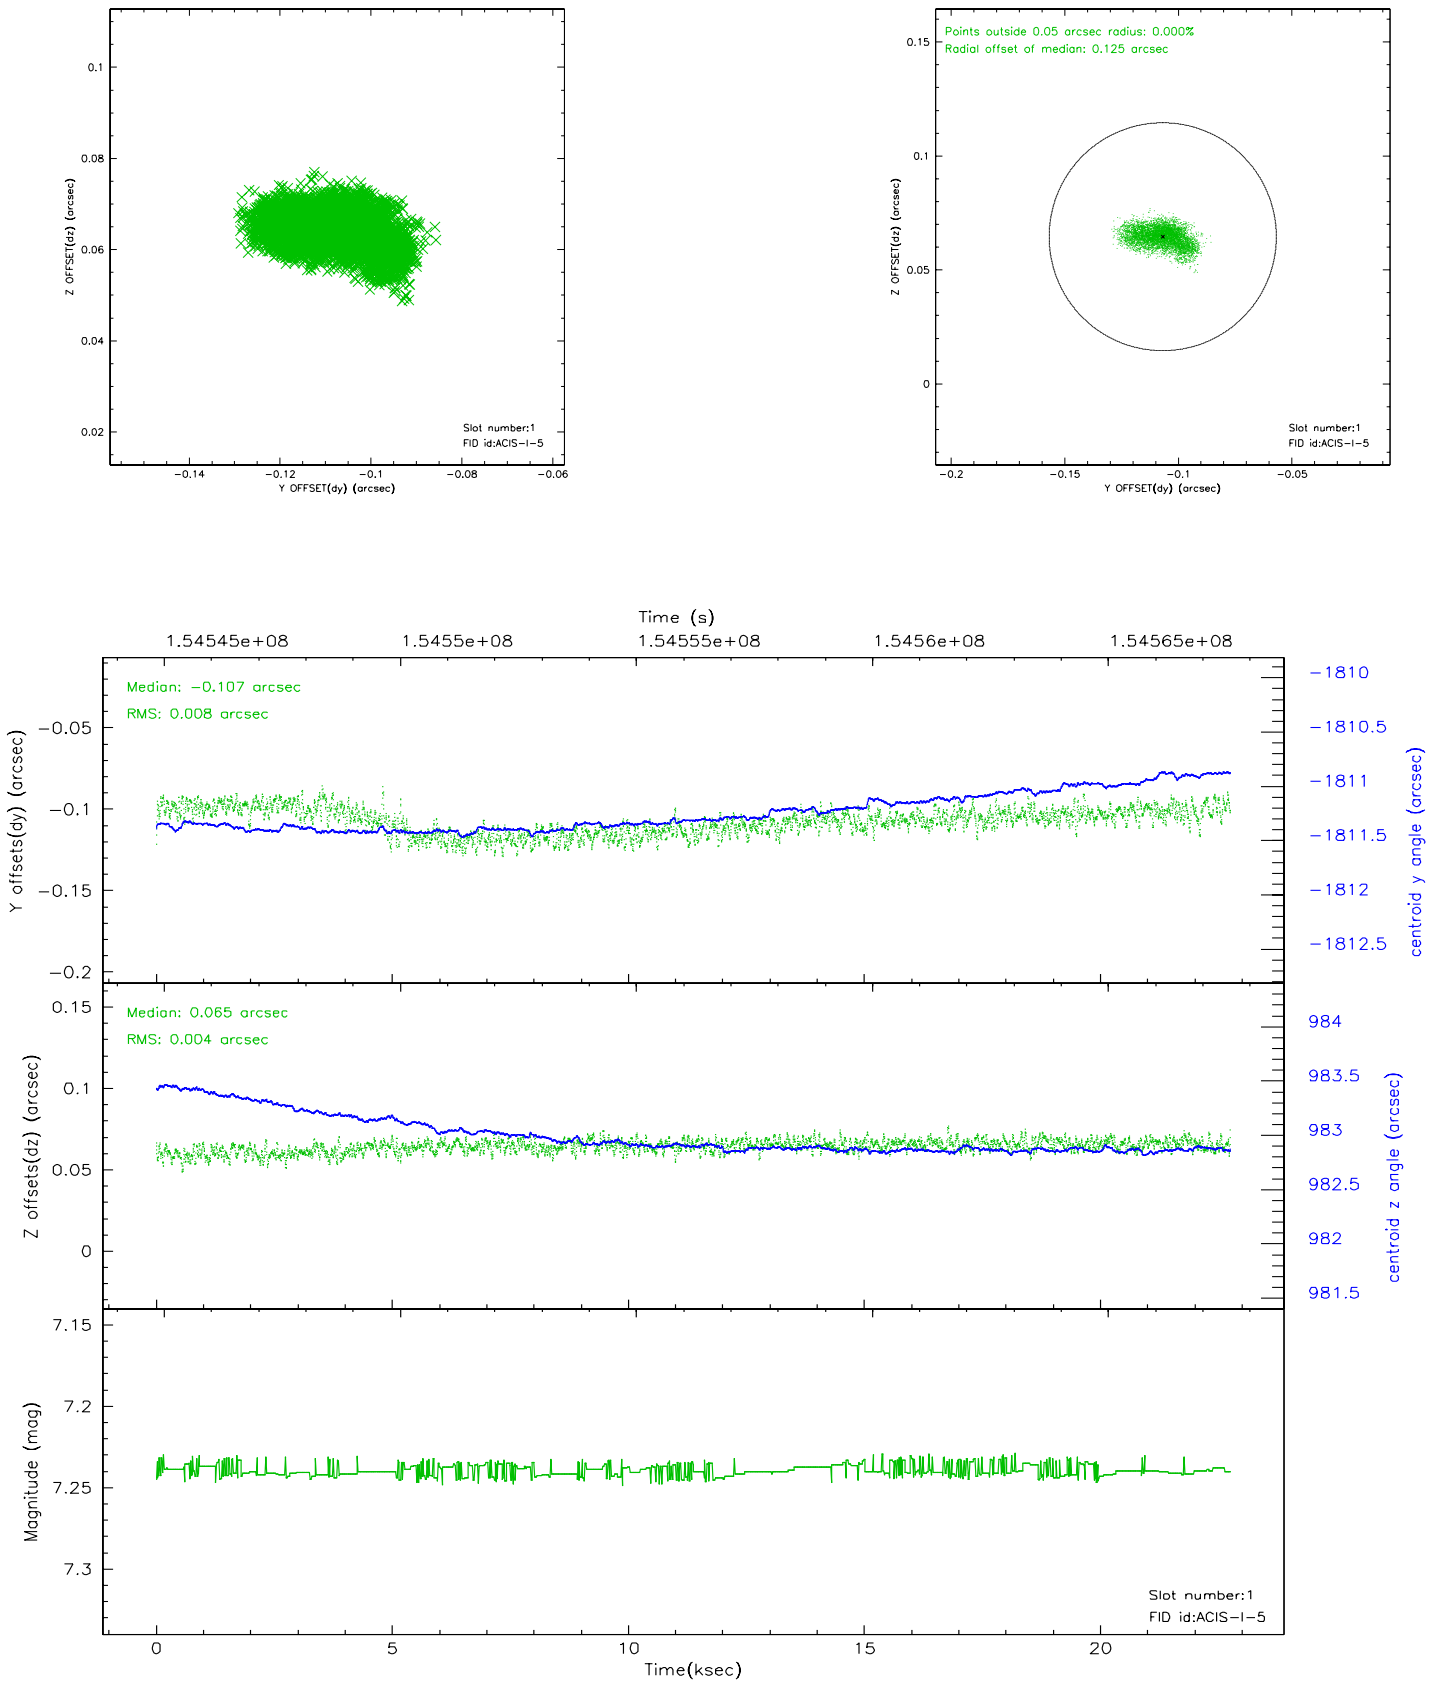 0.1
0.08
0.06
0.04
0.02
Z OFFSET(dz) (arcsec)
Slot number:1
FID id:ACIS-I-5
-0.14
-0.12
-0.1
-0.08
-0.06
Y OFFSET(dy) (arcsec)
Points outside 0.05 arcsec radius: 0.000%
Radial offset of median: 0.125 arcsec
0.15
0.1
0.05
0
Z OFFSET(dz) (arcsec)
Slot number:1
FID id:ACIS-I-5
-0.2
-0.15
-0.1
-0.05
Y OFFSET(dy) (arcsec)
Time (s)
1.54545e+08
1.5455e+08
1.54555e+08
1.5456e+08
1.54565e+08
Median: -0.107 arcsec
RMS: 0.008 arcsec
-0.05
-0.1
-0.15
-0.2
Y offsets(dy) (arcsec)
-1810
-1810.5
-1811
-1811.5
-1812
-1812.5
centroid y angle (arcsec)
Median: 0.065 arcsec
RMS: 0.004 arcsec
0.15
0.1
0.05
0
Z offsets(dz) (arcsec)
984
983.5
983
982.5
982
981.5
centroid z angle (arcsec)
7.15
7.2
7.25
7.3
Magnitude (mag)
Slot number:1
FID id:ACIS-I-5
0
5
10
15
20
Time(ksec)